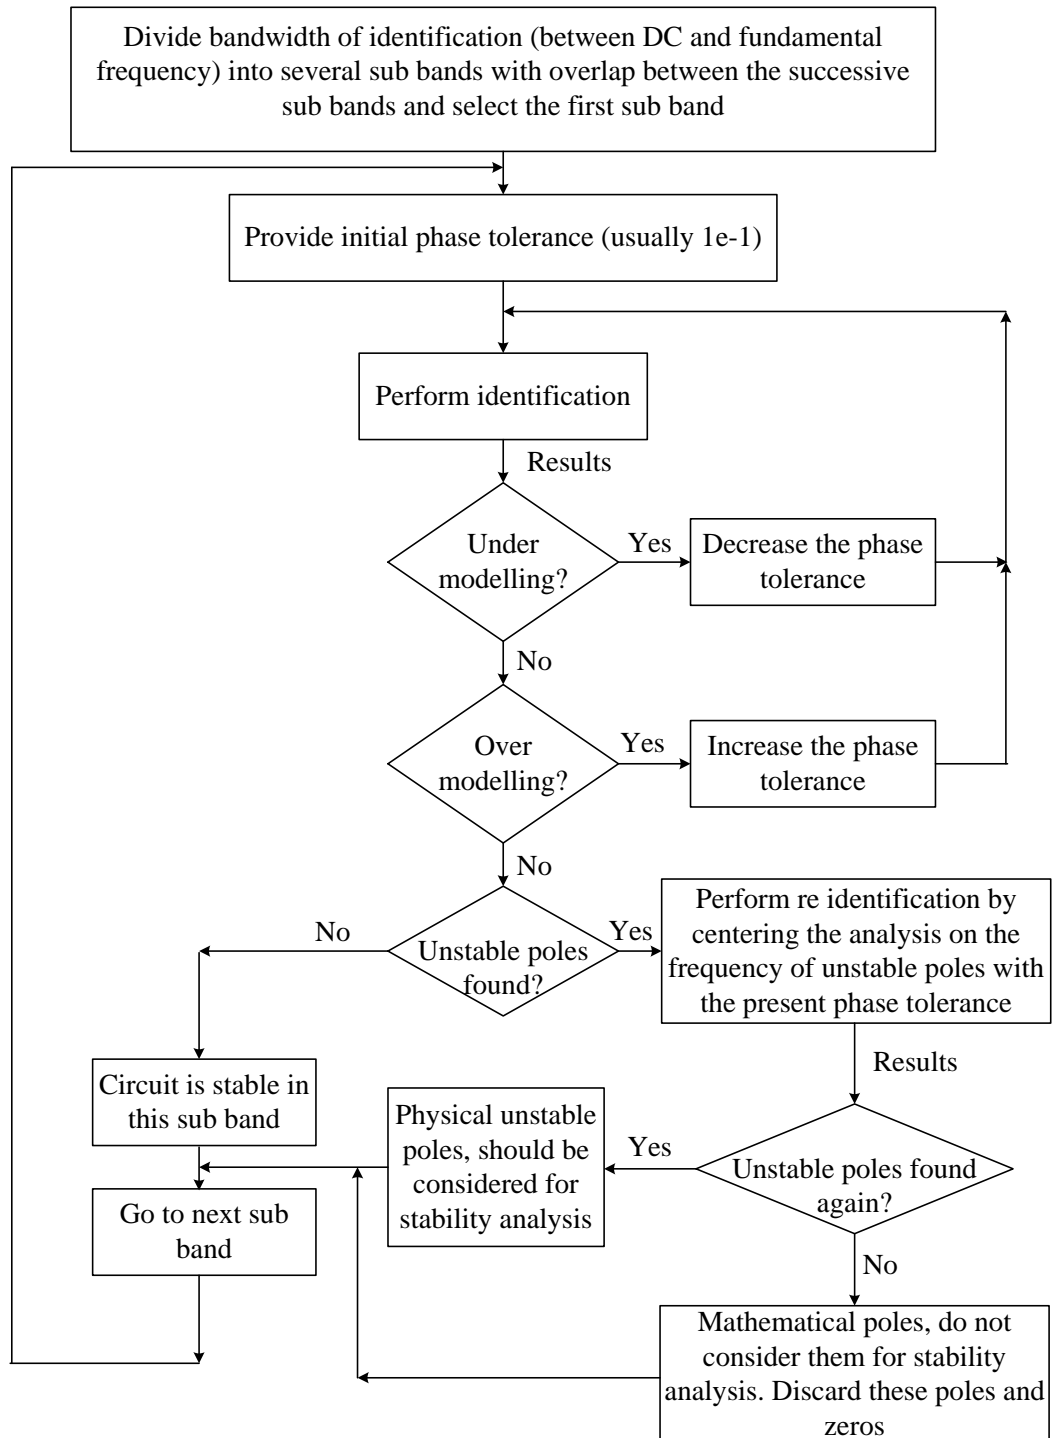 Divide bandwidth of identification (between DC and fundamental
frequency) into several sub bands with overlap between the successive
sub bands and select the first sub band
Provide initial phase tolerance (usually 1e-1)
Perform identification
Results
Under
modelling?
Yes
Decrease the phase
tolerance
No
Over
modelling?
Yes
Increase the phase
tolerance
No
Unstable poles
found?
No
Yes
Perform re identification by
centering the analysis on the
frequency of unstable poles with
the present phase tolerance
Results
Circuit is stable in
this sub band
Physical unstable
poles, should be
considered for
stability analysis
Yes
Unstable poles found
again?
Go to next sub
band
No
Mathematical poles, do not
consider them for stability
analysis. Discard these poles and
zeros